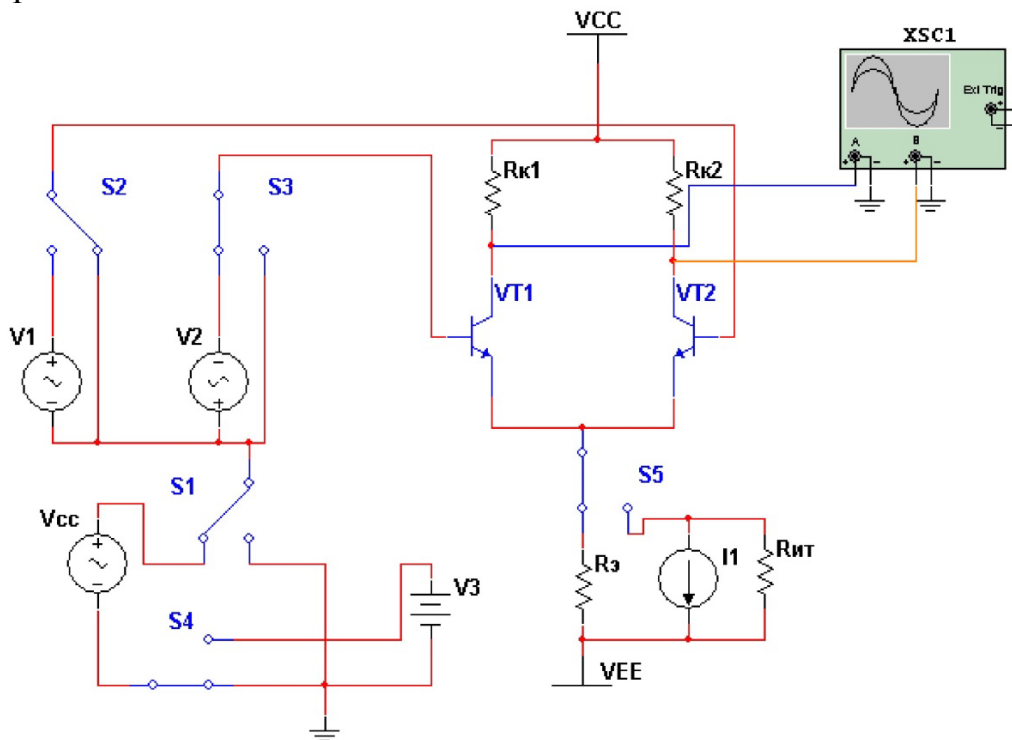 VCC
XSC1
Ext Trig
+
-
A
B
+ - + -
S2
S3
Rк1
Rк2
VT1
VT2
V1
V2
S1
S5
Vcc
V3
Rэ
I1
Rит
S4
VEE